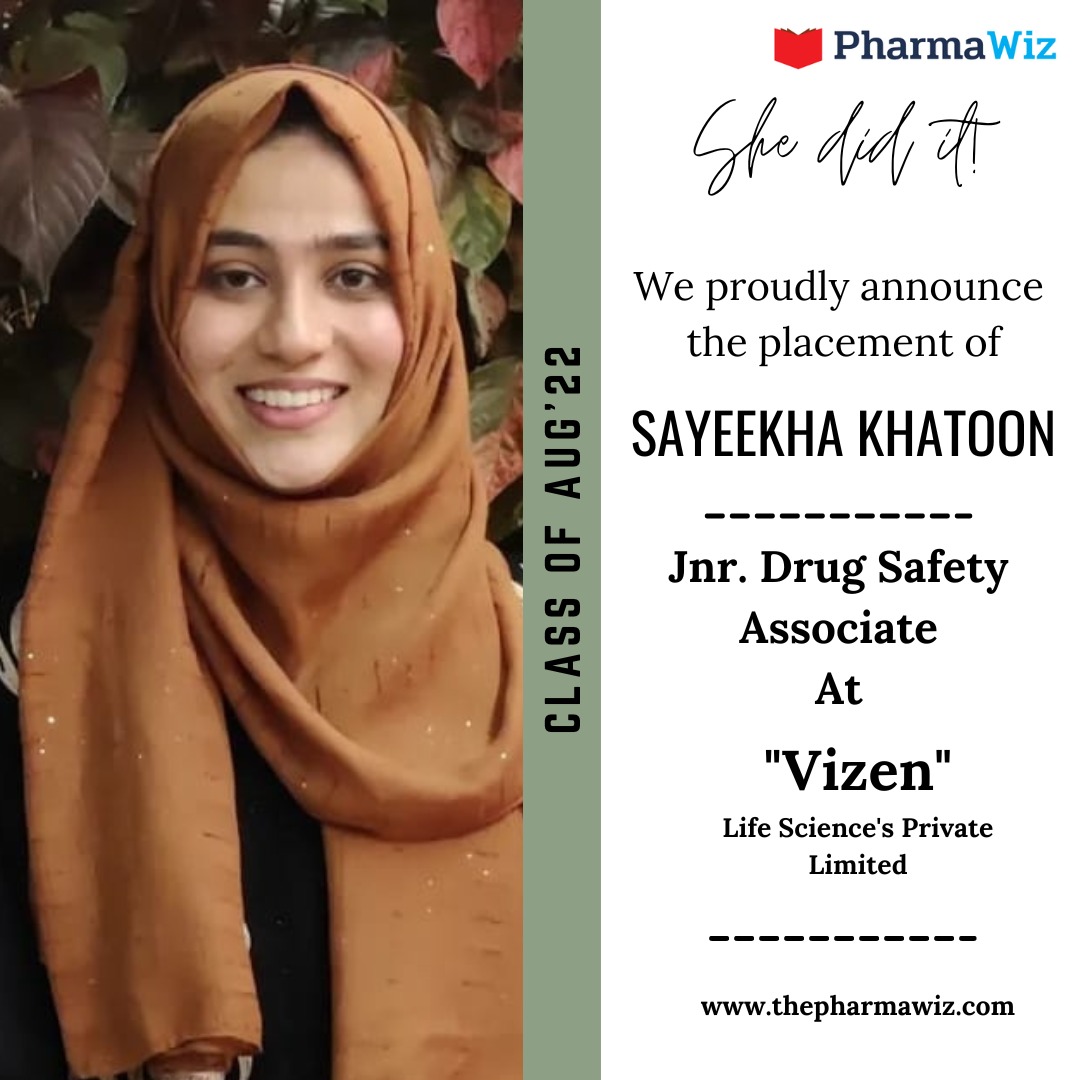 PharmaWiz
She did it!
We proudly announce
the placement of
SAYEEKHA KHATOON
-----------
Jnr. Drug Safety
Associate
At
"Vizen"
Life Science's Private
Limited
-----------
www.thepharmawiz.com
CLASS OF AUG'22